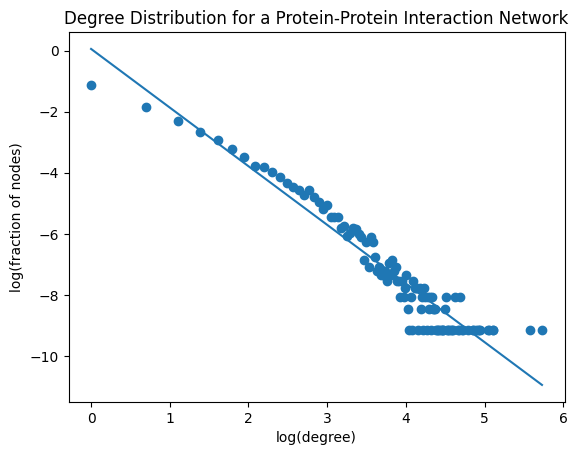 Degree Distribution for a Protein-Protein Interaction Network
0
−2
−4
−6
−8
−10
log(fraction of nodes)
0 1 2 3 4 5 6
log(degree)